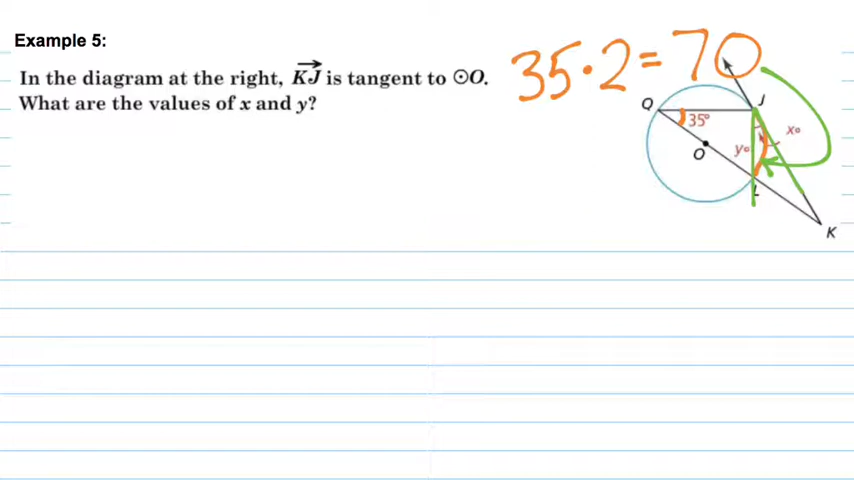 Example 5:
35·2=70
In the diagram at the right, KJ is tangent to ⊙O.
What are the values of x and y?
Q
J
35°
x°
O
y°
L
K